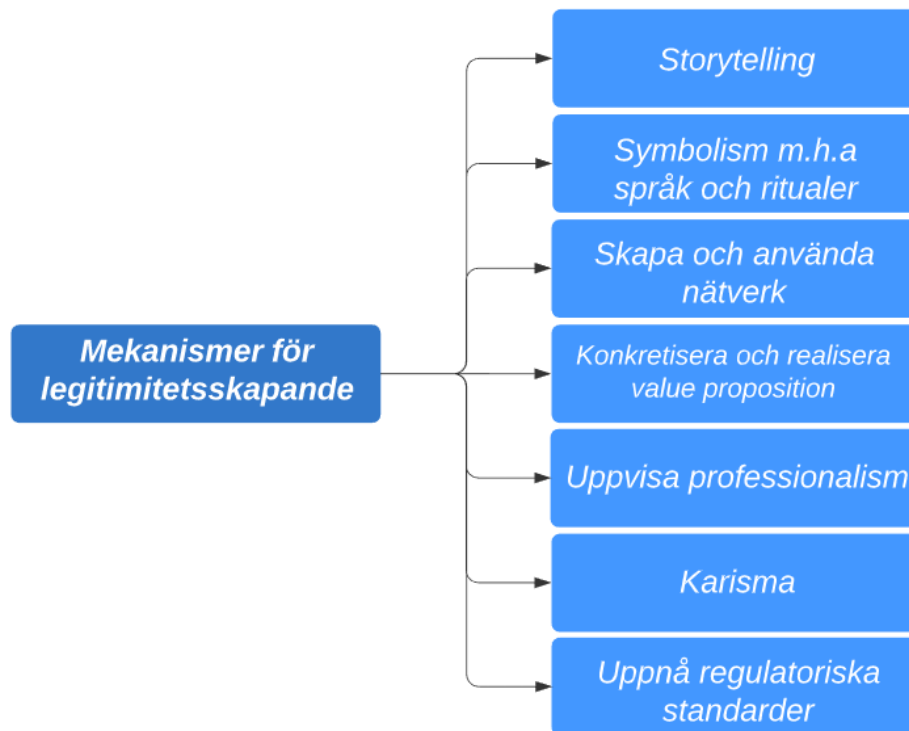 Storytelling
Symbolism m.h.a
språk och ritualer
Skapa och använda
nätverk
Mekanismer för
legitimitetsskapande
Konkretisera och realisera
value proposition
Uppvisa professionalism
Karisma
Uppnå regulatoriska
standarder